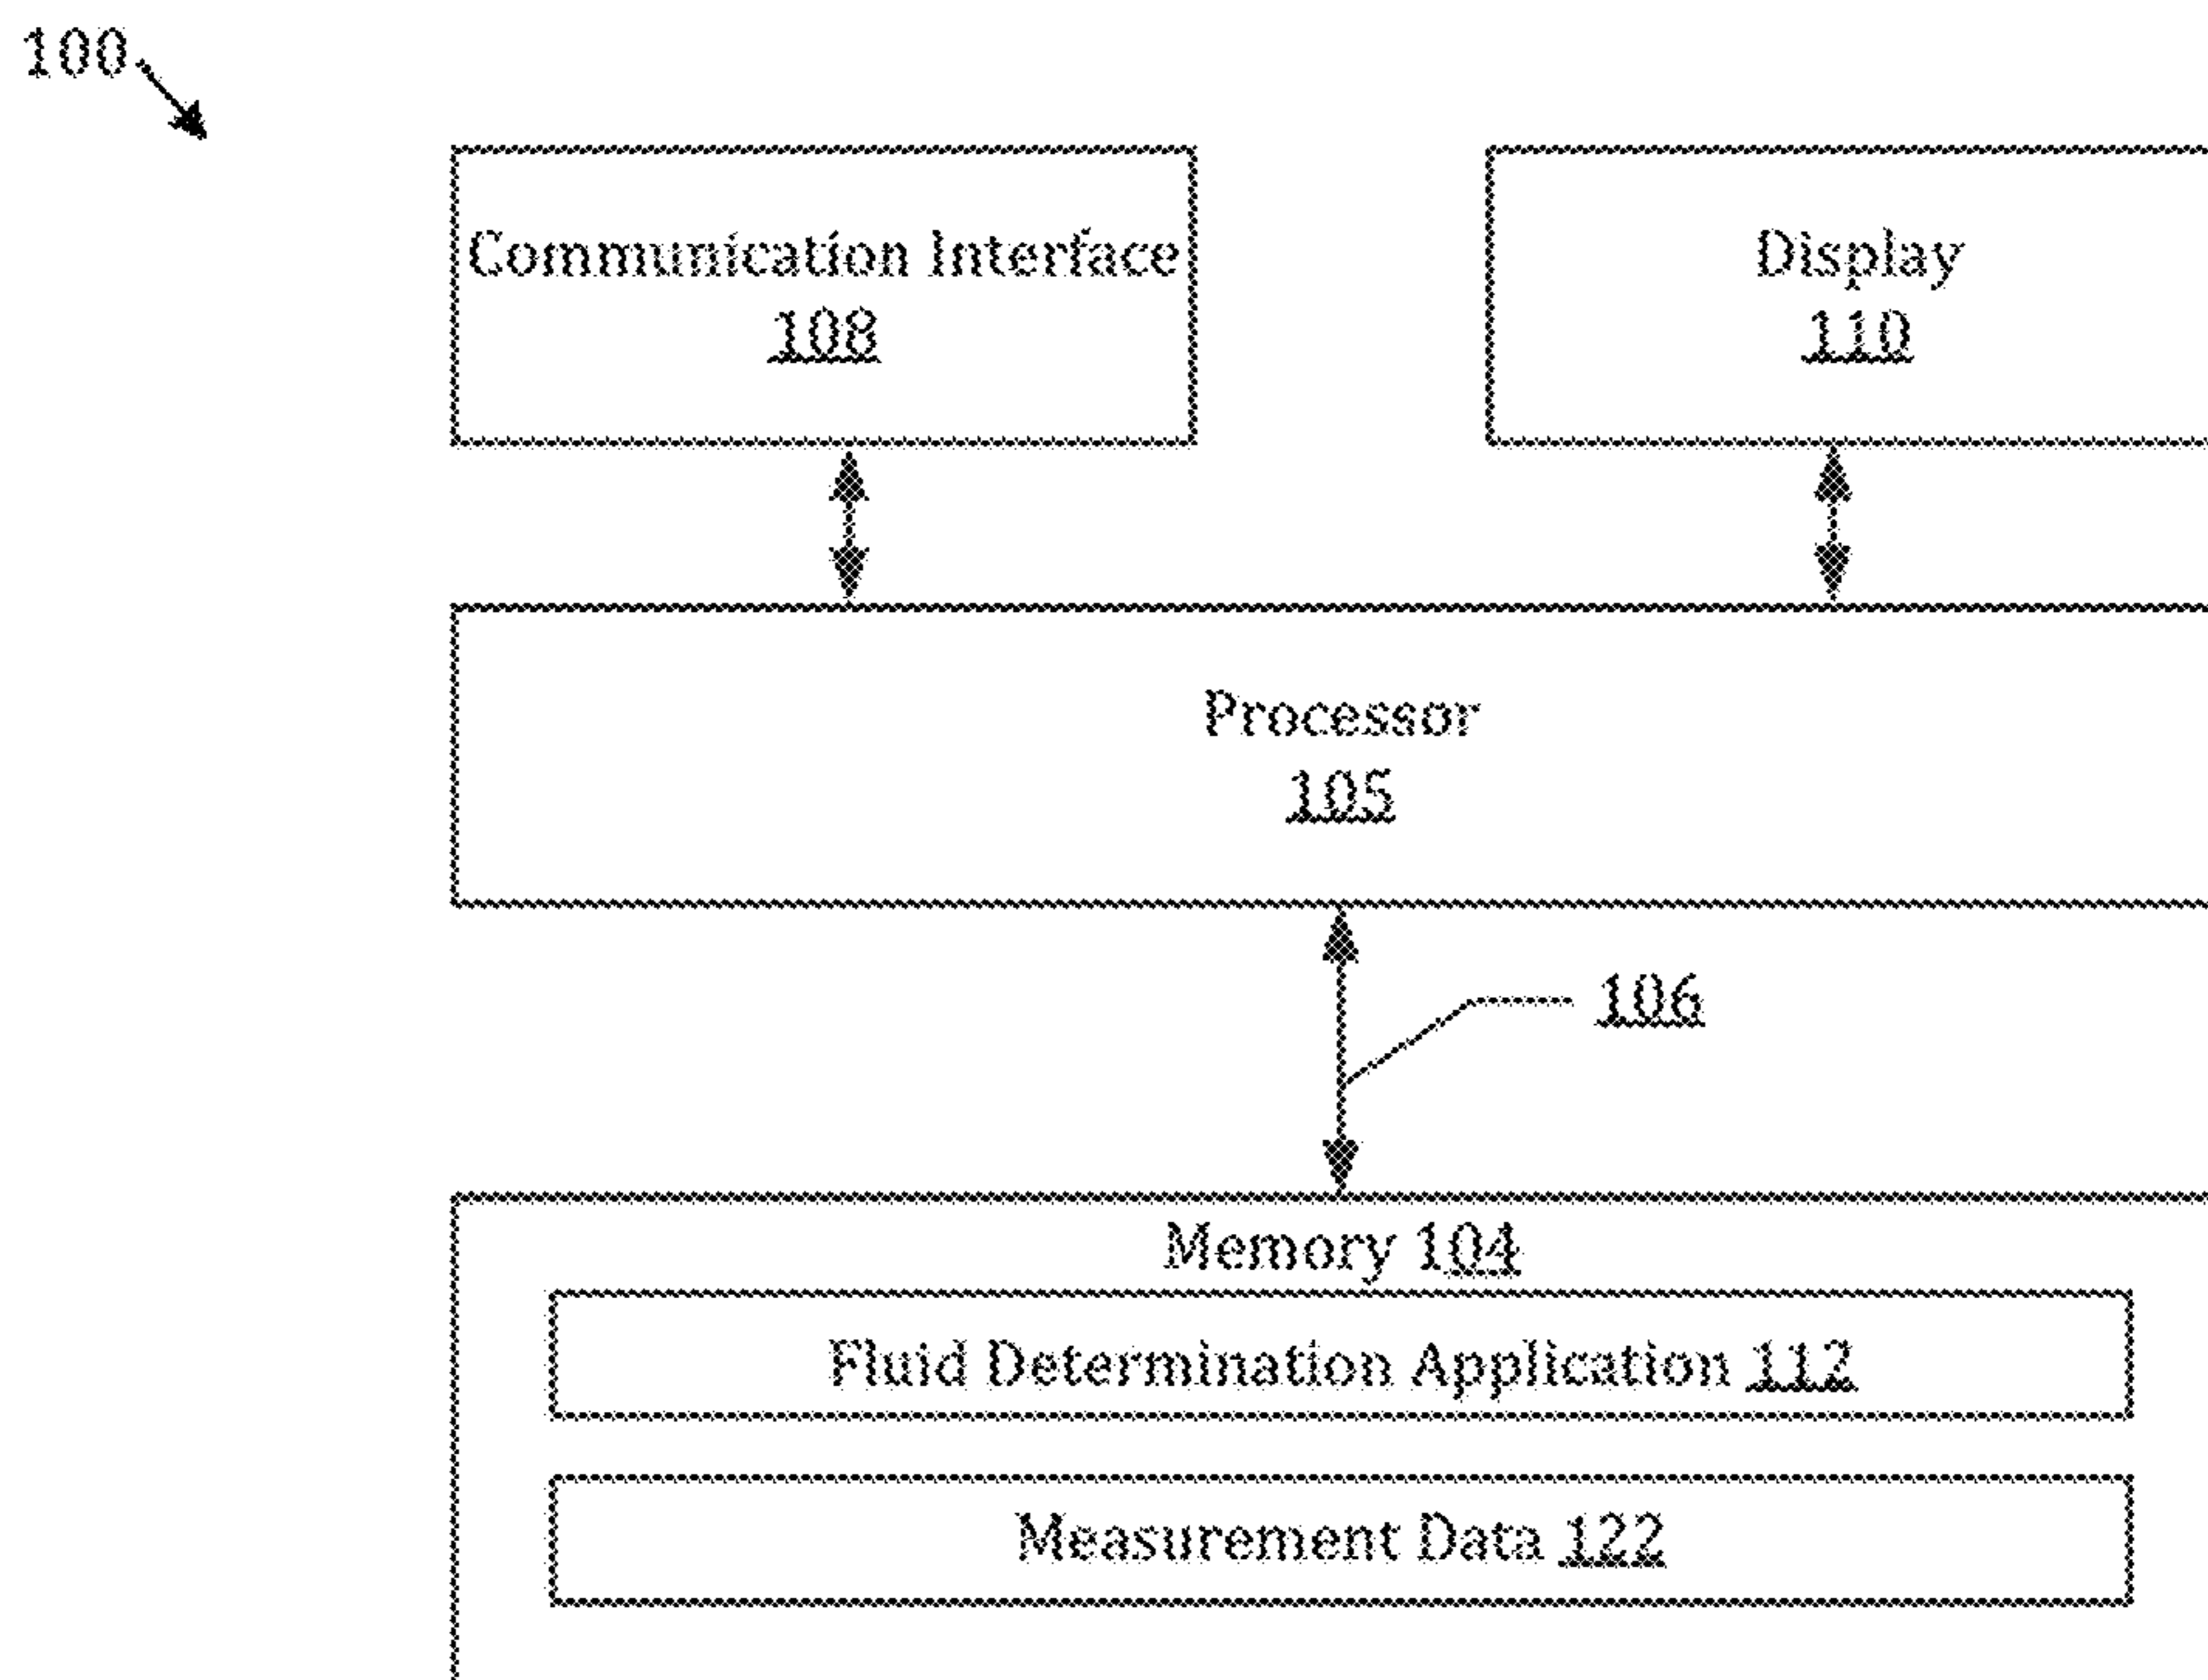 100
Communication Interface
108
Display
110
Processor
105
106
Memory 104
Fluid Determination Application 112
Measurement Data 122